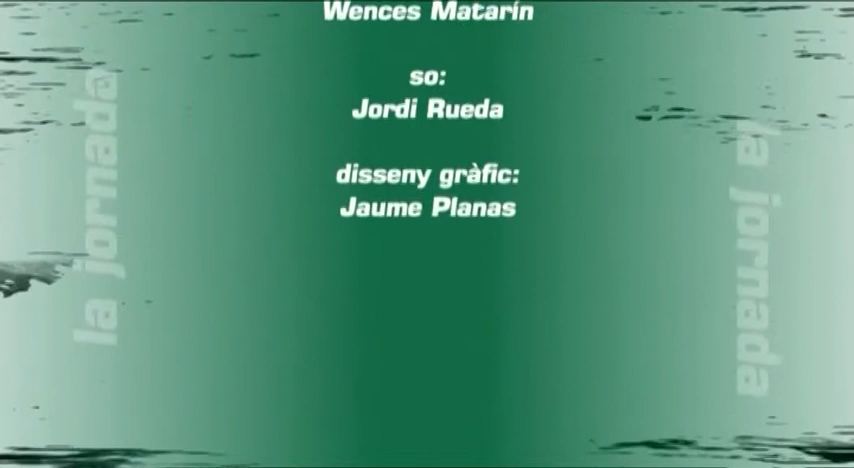 Wences Matarín
so:
Jordi Rueda
disseny gràfic:
Jaume Planas
la jornada
la jornada